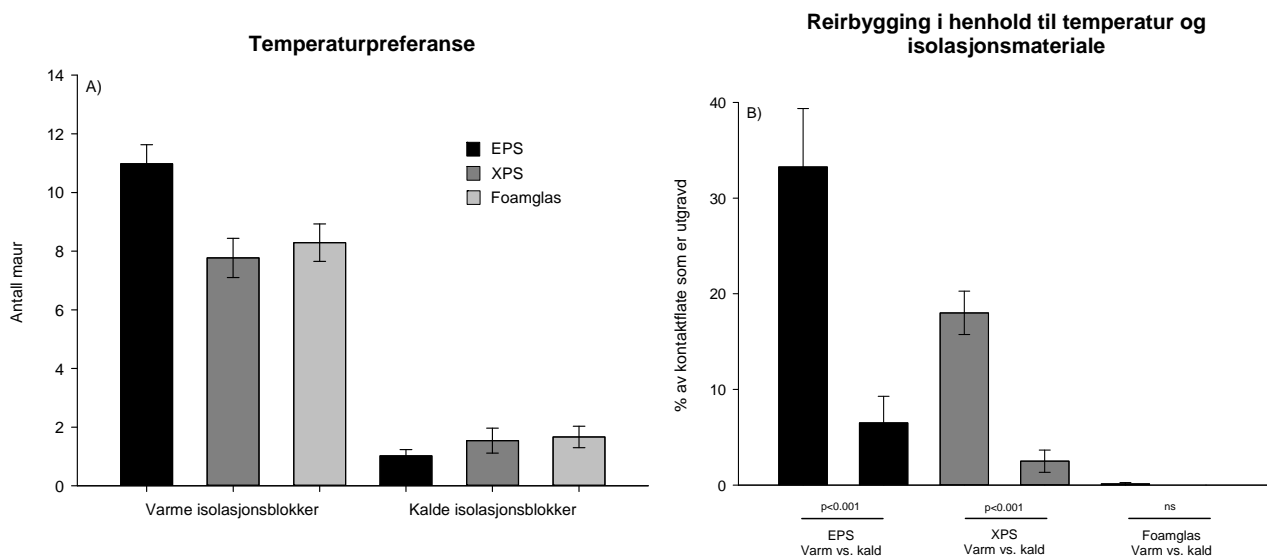 Temperaturpreferanse
A)
14
12
10
8
6
4
2
0
Antall maur
EPS
XPS
Foamglas
Varme isolasjonsblokker
Kalde isolasjonsblokker
Reirbygging i henhold til temperatur og
isolasjonsmateriale
B)
40
30
20
10
0
% av kontaktflate som er utgravd
p<0.001
p<0.001
ns
EPS
Varm vs. kald
XPS
Varm vs. kald
Foamglas
Varm vs. kald